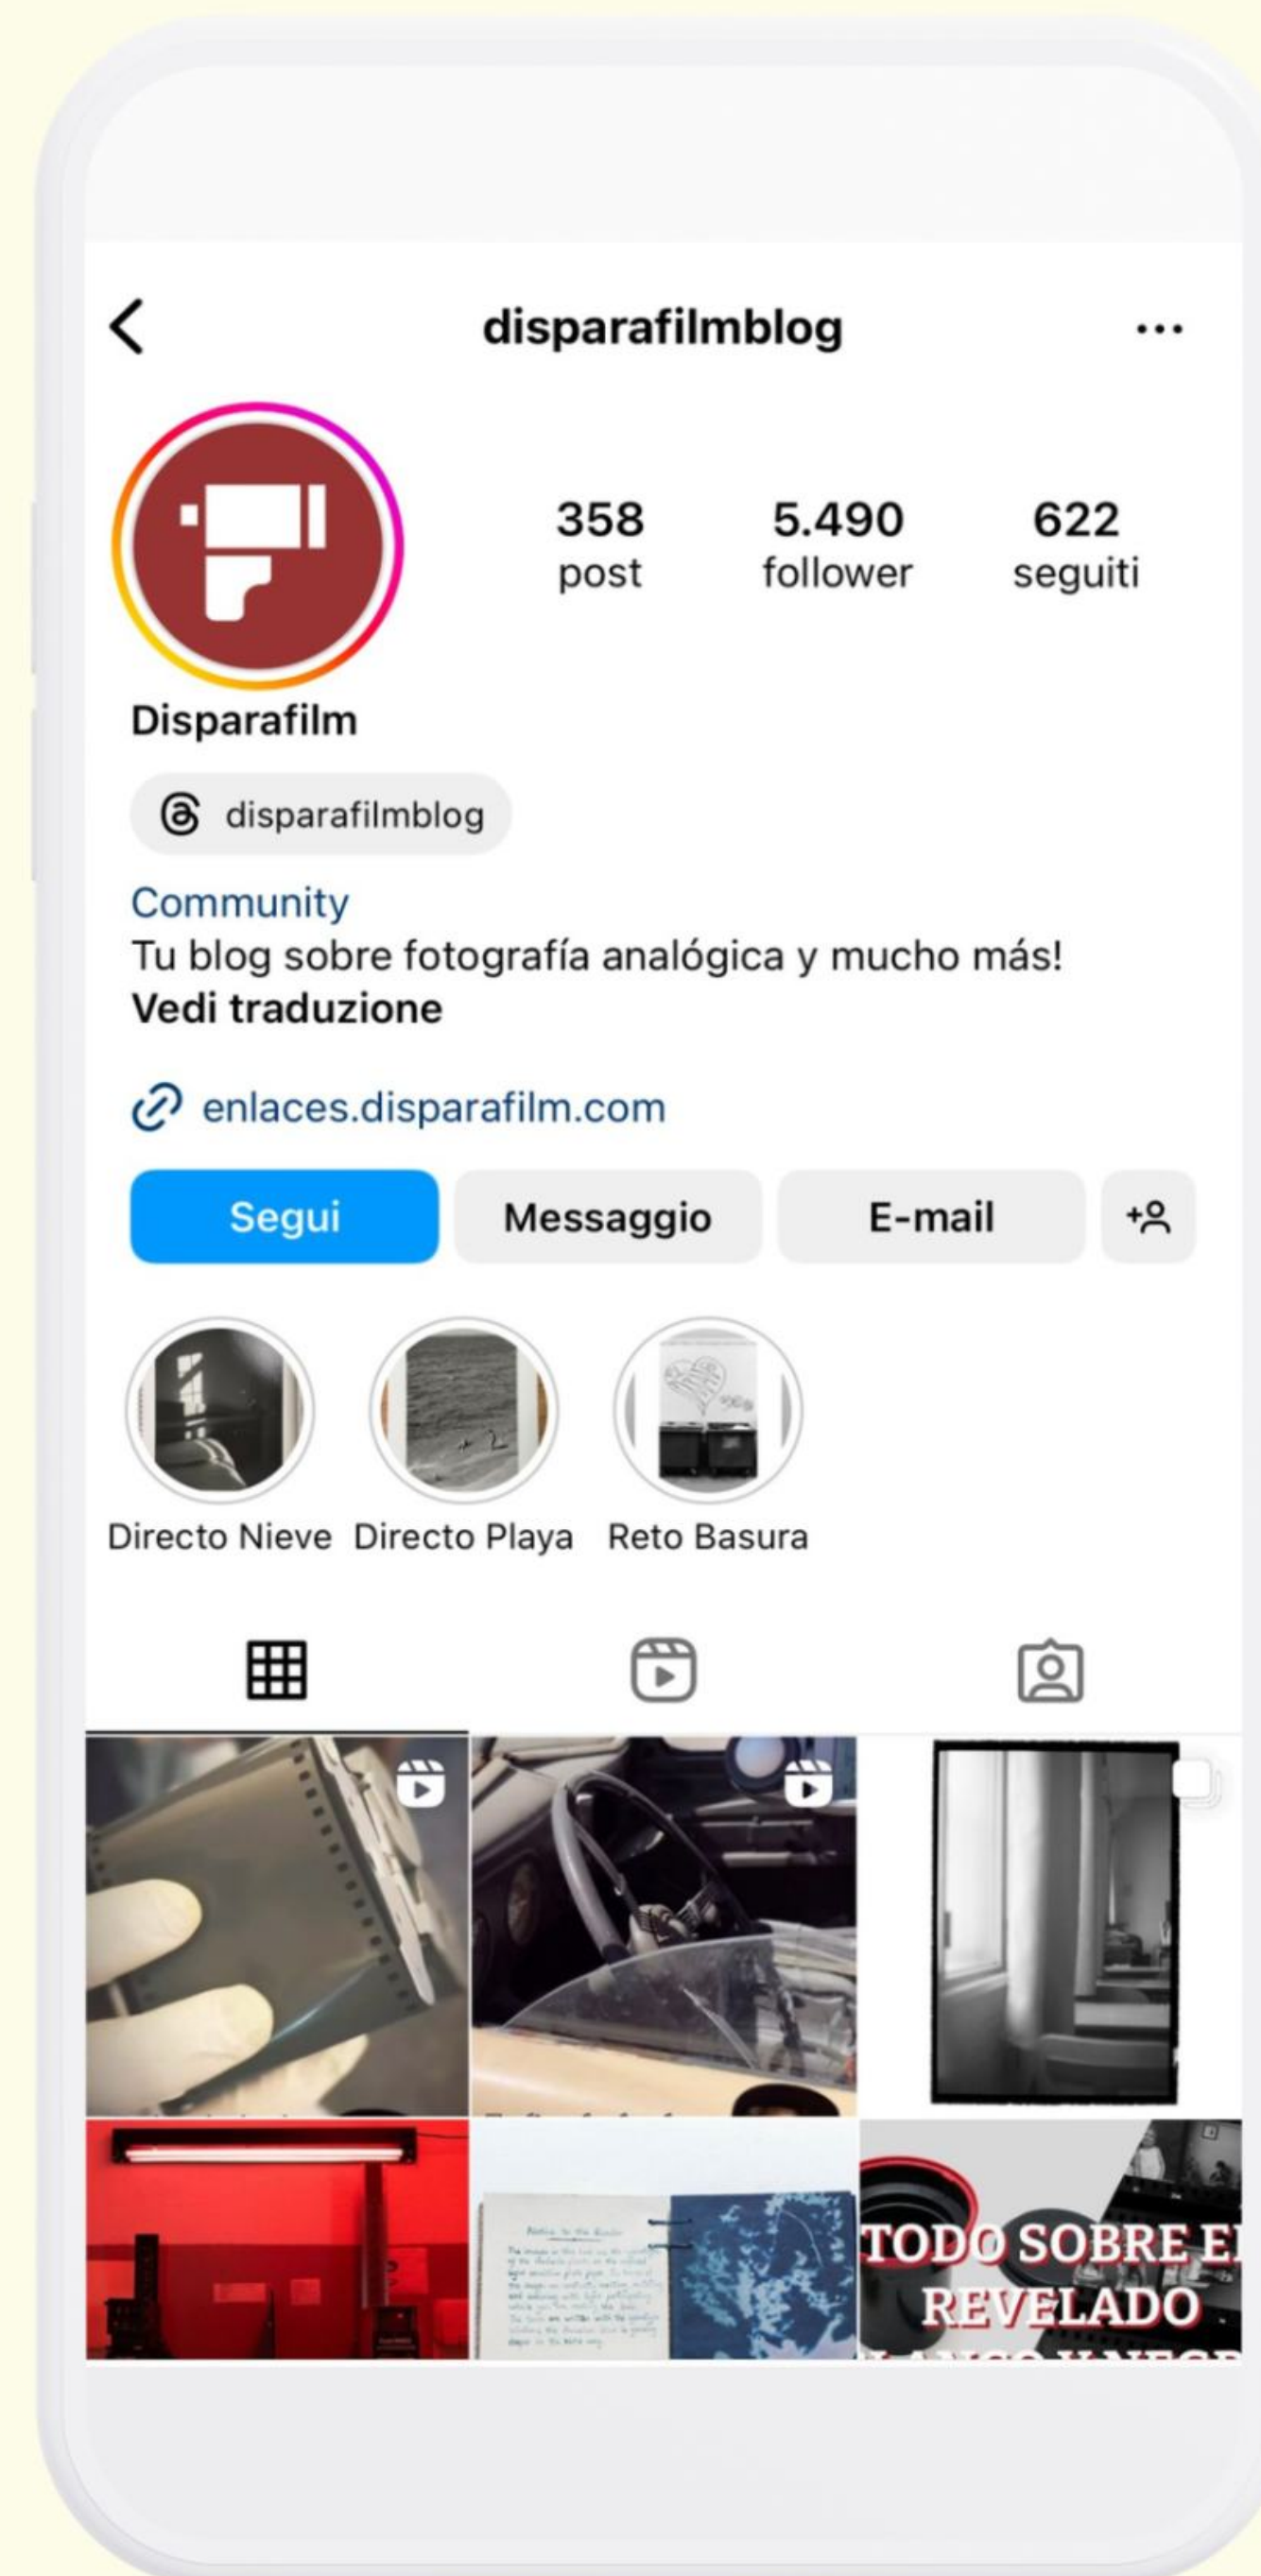 disparafilmblog
358 5.490 622
post follower seguiti
Disparafilm
disparafilmblog
Community
Tu blog sobre fotografía analógica y mucho más!
Vedi traduzione
enlaces.disparafilm.com
Segui Messaggio E-mail
Directo Nieve Directo Playa Reto Basura
TODO SOBRE EL
REVELADO